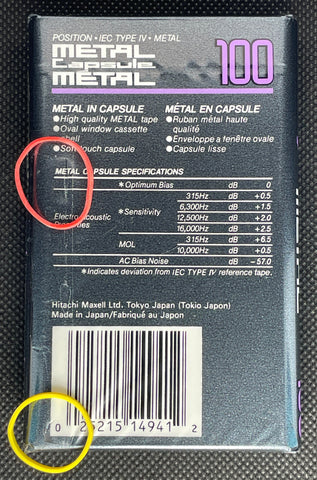 POSITION • IEC TYPE IV • MÉTAL
METAL
Capsule
MÉTAL
100
METAL IN CAPSULE
●High quality METAL tape
●Oval window cassette
shell
●Soft touch capsule
MÉTAL EN CAPSULE
●Ruban métal haute
qualité
●Enveloppe a fenêtre ovale
●Capsule lisse
METAL CAPSULE SPECIFICATIONS
*Optimum Bias dB 0
Electroacoustic
Properties
*Sensitivity 315Hz dB +0.5
6,300Hz dB +1.5
12,500Hz dB +2.0
16,000Hz dB +2.5
MOL 315Hz dB +6.5
10,000Hz dB +0.5
AC Bias Noise dB −57.0
*Indicates deviation from IEC TYPE IV reference tape.
Hitachi Maxell Ltd. Tokyo Japan (Tokio Japon)
Made in Japan/Fabriqué au Japon
0 25215 14941 2